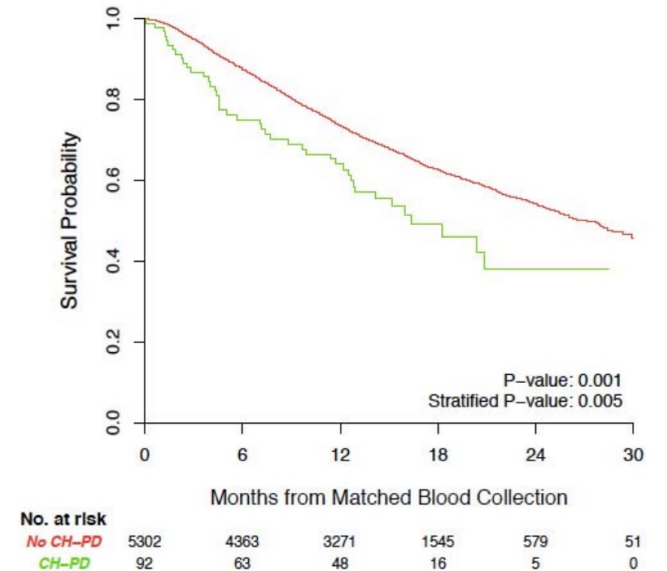 Survival Probability
1.0
0.8
0.6
0.4
0.2
0.0
P-value: 0.001
Stratified P-value: 0.005
0 6 12 18 24 30
Months from Matched Blood Collection
No. at risk
No CH-PD 5302 4363 3271 1545 579 51
CH-PD 92 63 48 16 5 0